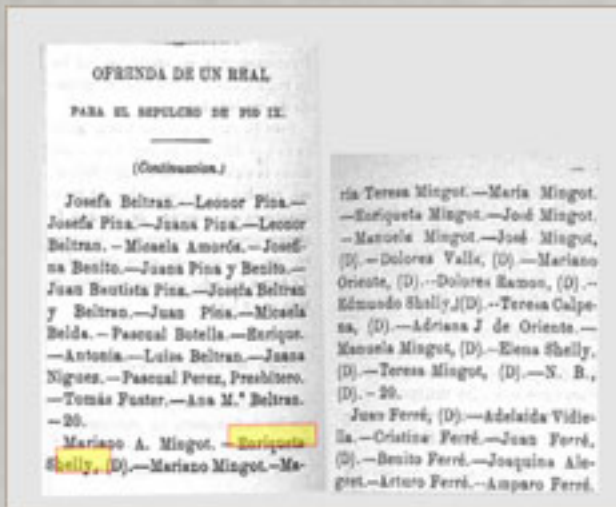 OFRENDA DE UN REAL
PARA EL SEPULCRO DE PIO IX.
(Continuacion.)
Josefa Beltran.—Leonor Pina.—
Josefa Pina.—Juana Pina.—Leonor
Beltran.—Micaela Amorós.—Josefi-
na Benito.—Juana Pina y Benito.—
Juan Bautista Pina.—Josefa Beltran
y Beltran.—Juan Pina.—Micaela
Belda.—Pascual Botella.—Enrique.
—Antonia.—Luisa Beltran.—Juana
Niguez.—Pascual Perez, Presbítero.
—Tomás Fuster.—Ana M.ª Beltran.
—20.
Mariano A. Mingot.—Enriqueta
Shelly, (D).—Mariano Mingot.—Ma-
ría Teresa Mingot.—María Mingot.
—Enriqueta Mingot.—José Mingot.
—Manuela Mingot.—José Mingot,
(D).—Dolores Valls, (D).—Mariano
Oriente, (D).—Dolores Ramon, (D).—
Edmundo Shelly,(D).—Teresa Calpe-
na, (D).—Adriana J de Oriente.—
Manuela Mingot, (D).—Elena Shelly,
(D).—Teresa Mingot, (D).—N. B.,
(D).—20.
Juan Ferré, (D).—Adelaida Vidie-
lla.—Cristina Ferré.—Juan Ferré,
(D).—Benito Ferré.—Joaquina Ale-
gret.—Arturo Ferré.—Amparo Ferré.